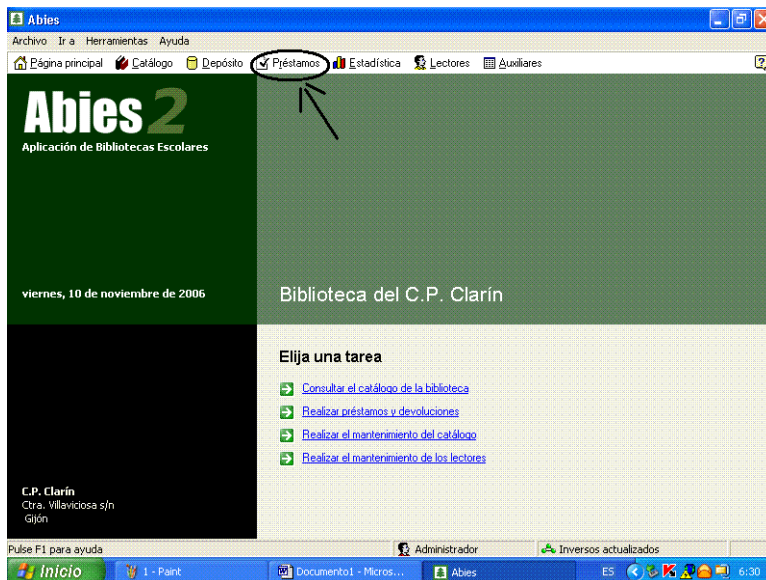 Abies
Archivo Ir a Herramientas Ayuda
Página principal Catálogo Depósito Préstamos Estadística Lectores Auxiliares
Abies 2
Aplicación de Bibliotecas Escolares
viernes, 10 de noviembre de 2006
Biblioteca del C.P. Clarín
Elija una tarea
Consultar el catálogo de la biblioteca
Realizar préstamos y devoluciones
Realizar el mantenimiento del catálogo
Realizar el mantenimiento de los lectores
C.P. Clarín
Ctra. Villaviciosa s/n
Gijón
Pulse F1 para ayuda Administrador Inversos actualizados
Inicio 1 - Paint Documento1 - Micros... Abies ES 6:30